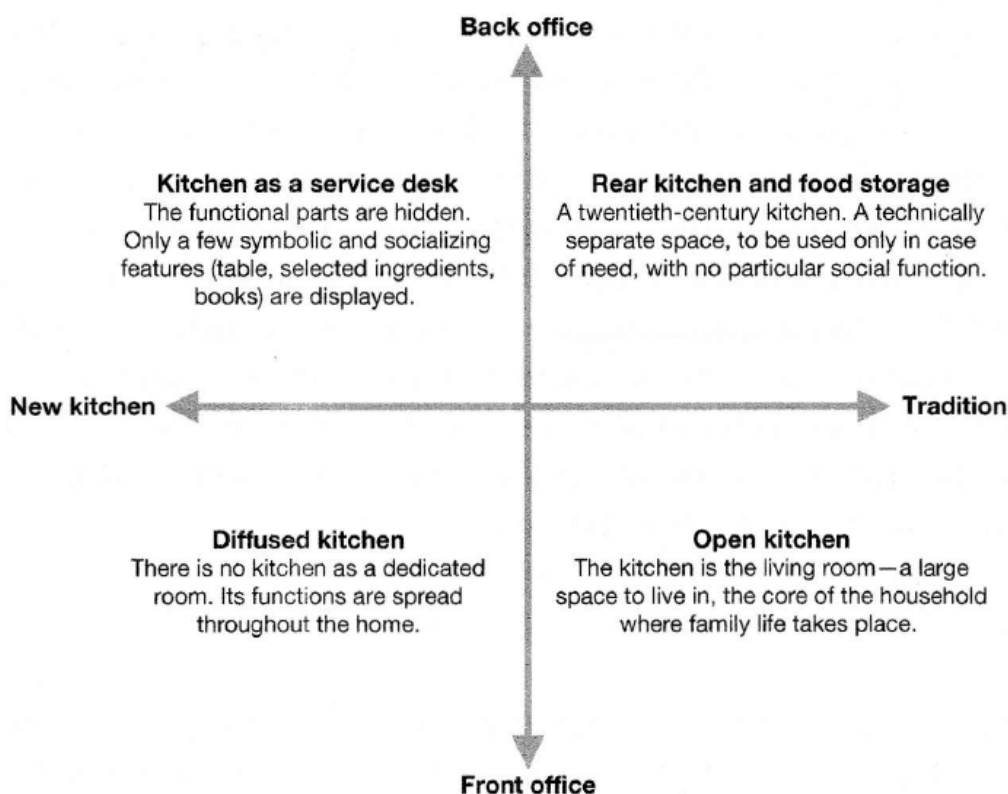 Back office
Kitchen as a service desk
The functional parts are hidden.
Only a few symbolic and socializing
features (table, selected ingredients,
books) are displayed.
Rear kitchen and food storage
A twentieth-century kitchen. A technically
separate space, to be used only in case
of need, with no particular social function.
New kitchen
Tradition
Diffused kitchen
There is no kitchen as a dedicated
room. Its functions are spread
throughout the home.
Open kitchen
The kitchen is the living room—a large
space to live in, the core of the household
where family life takes place.
Front office